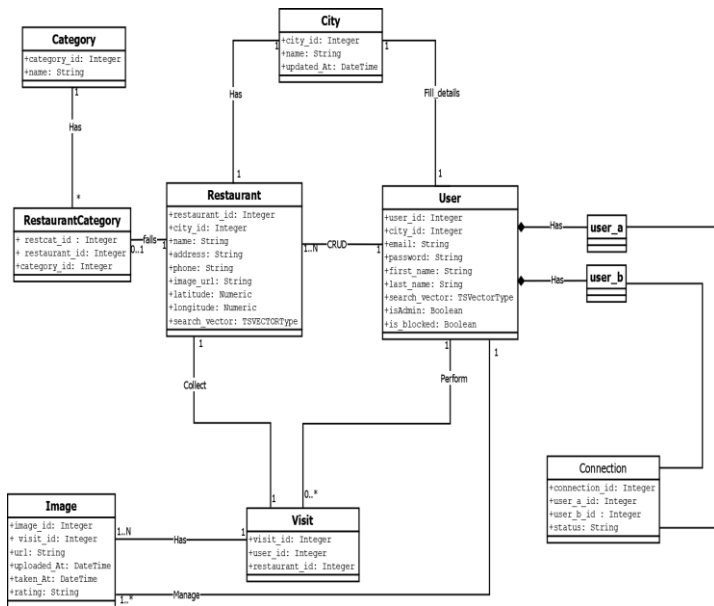 City
+city_id: Integer
+name: String
+updated_At: DateTime
1
1
Category
+category_id: Integer
+name: String
1
Has
*
Has
1
Fill_details
1
RestaurantCategory
+ restcat_id : Integer
+ restaurant_id: Integer
+category_id: Integer
falls
0..1
1
Restaurant
+restaurant_id: Integer
+city_id: Integer
+name: String
+address: String
+phone: String
+image_url: String
+latitude: Numeric
+longitude: Numeric
+search_vector: TSVECTORType
1..N
CRUD
1
User
+user_id: Integer
+city_id: Integer
+email: String
+password: String
+first_name: String
+last_name: Sring
+search_vector: TSVectorType
+isAdmin: Boolean
+is_blocked: Boolean
Has
user_a
Has
user_b
1
Collect
1
1
Perform
0..*
1
Connection
+connection_id: Integer
+user_a_id: Integer
+user_b_id : Integer
+status: String
Image
+image_id: Integer
+ visit_id: Integer
+url: String
+uploaded_At: DateTime
+taken_At: DateTime
+rating: String
1..N
Has
1
Visit
+visit_id: Integer
+user_id: Integer
+restaurant_id: Integer
1..*
Manage